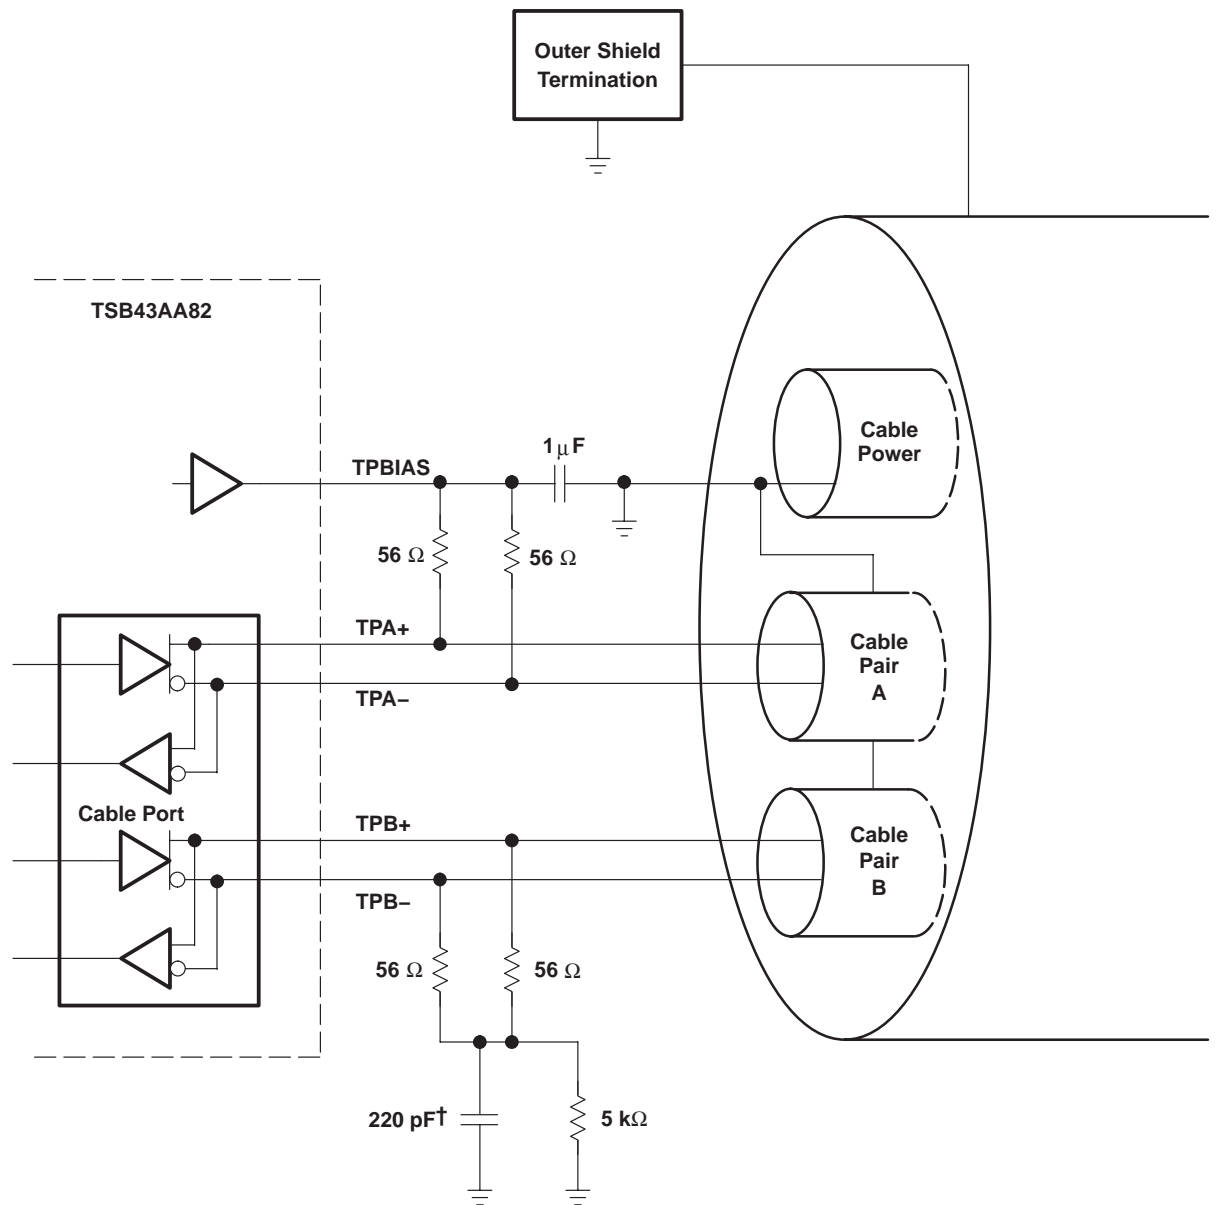 Outer Shield
Termination
TSB43AA82
Cable
Power
1 μF
TPBIAS
56 Ω
56 Ω
TPA+
Cable
Pair
A
TPA−
Cable Port
TPB+
Cable
Pair
B
TPB−
56 Ω
56 Ω
220 pF†
5 kΩ